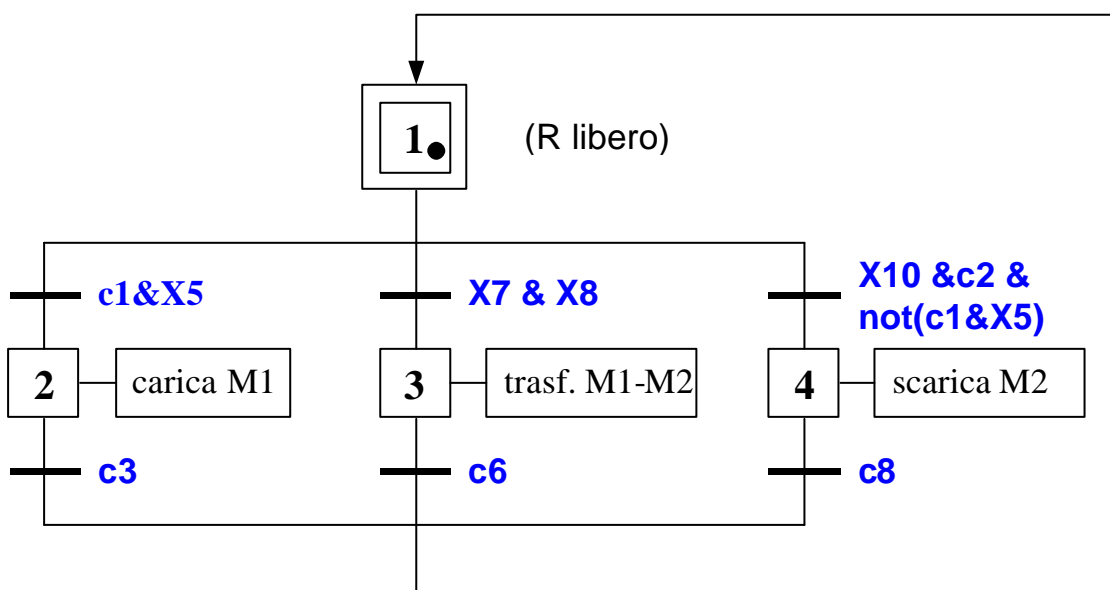 1
(R libero)
c1&X5
X7 & X8
X10 &c2 &
not(c1&X5)
2
carica M1
3
trasf. M1-M2
4
scarica M2
c3
c6
c8